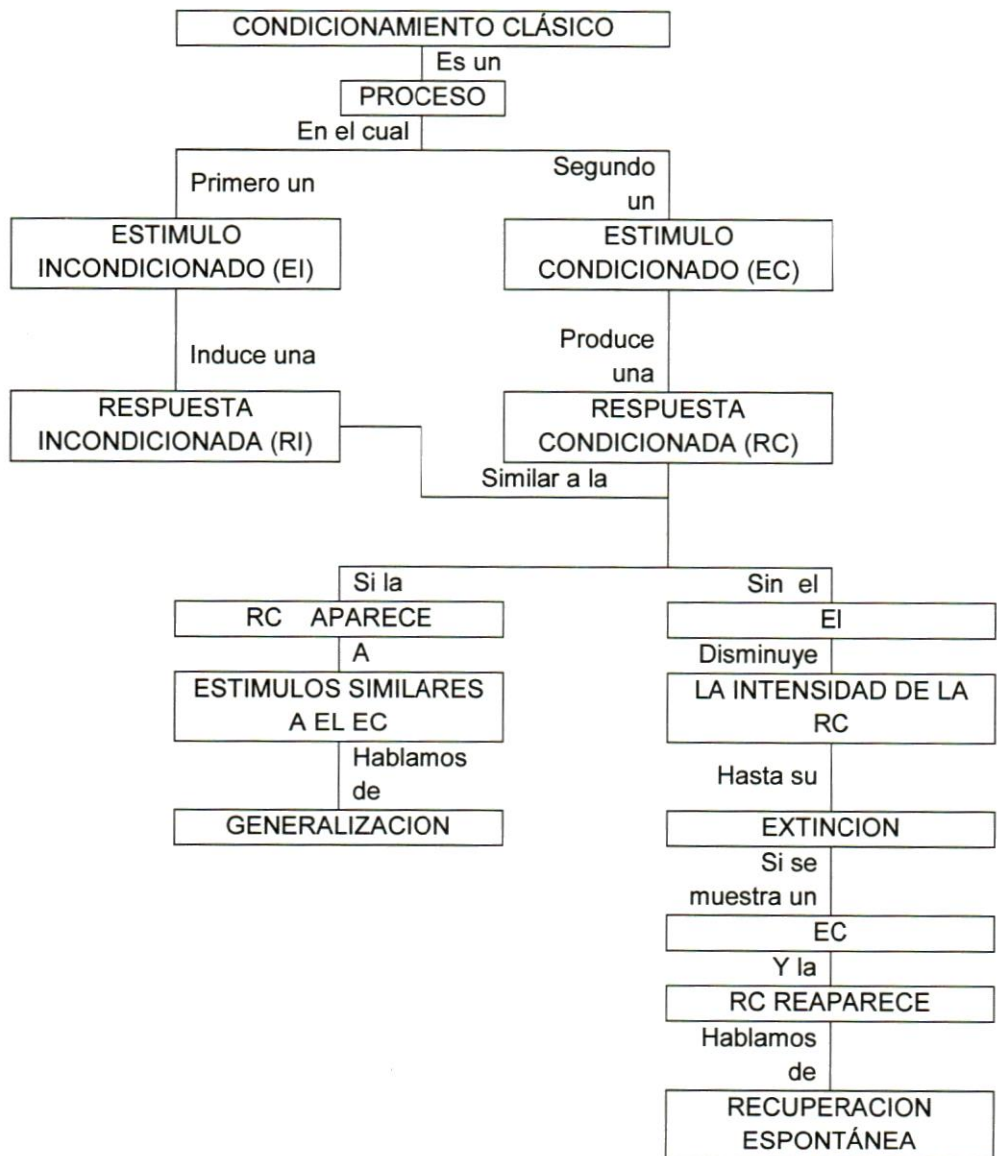 CONDICIONAMIENTO CLÁSICO
Es un
PROCESO
En el cual
Primero un
Segundo
un
ESTIMULO
INCONDICIONADO (EI)
ESTIMULO
CONDICIONADO (EC)
Induce una
Produce
una
RESPUESTA
INCONDICIONADA (RI)
RESPUESTA
CONDICIONADA (RC)
Similar a la
Si la
RC APARECE
A
ESTIMULOS SIMILARES
A EL EC
Hablamos
de
GENERALIZACION
Sin el
EI
Disminuye
LA INTENSIDAD DE LA
RC
Hasta su
EXTINCION
Si se
muestra un
EC
Y la
RC REAPARECE
Hablamos
de
RECUPERACION
ESPONTÁNEA